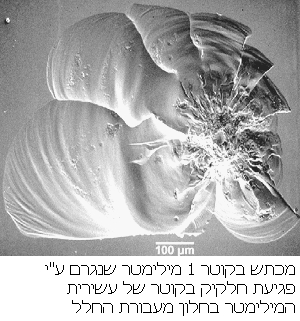 100 µm
מכתש בקוטר 1 מילימטר שנגרם ע"י
פגיעת חלקיק בקוטר של עשירית
המילימטר בחלון מעבורת החלל